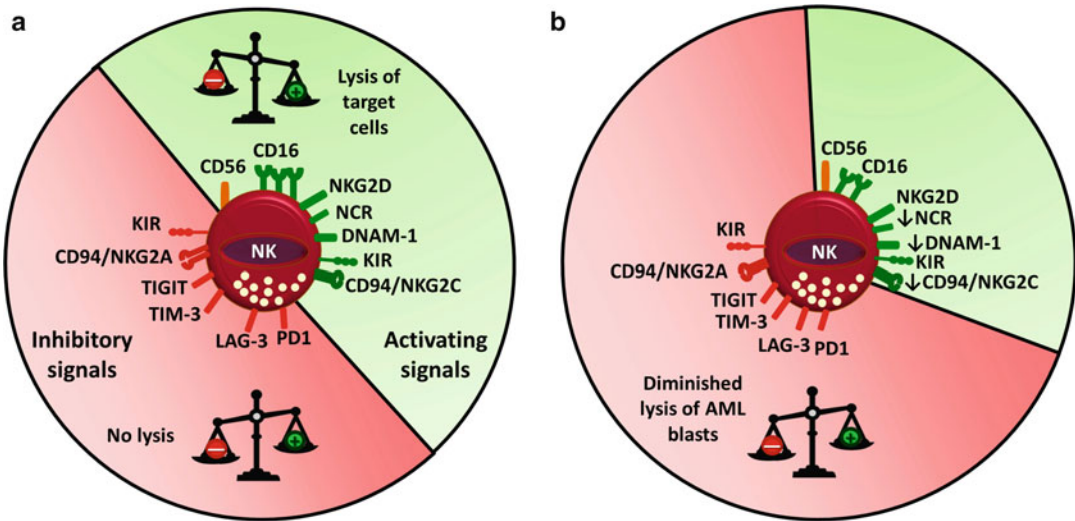 a
Lysis of
target
cells
CD56
CD16
NKG2D
NCR
DNAM-1
KIR
CD94/NKG2C
KIR
CD94/NKG2A
TIGIT
TIM-3
LAG-3
PD1
NK
Inhibitory
signals
Activating
signals
No lysis
b
CD56
CD16
NKG2D
↓NCR
↓DNAM-1
KIR
↓CD94/NKG2C
KIR
CD94/NKG2A
TIGIT
TIM-3
LAG-3
PD1
NK
Diminished
lysis of AML
blasts